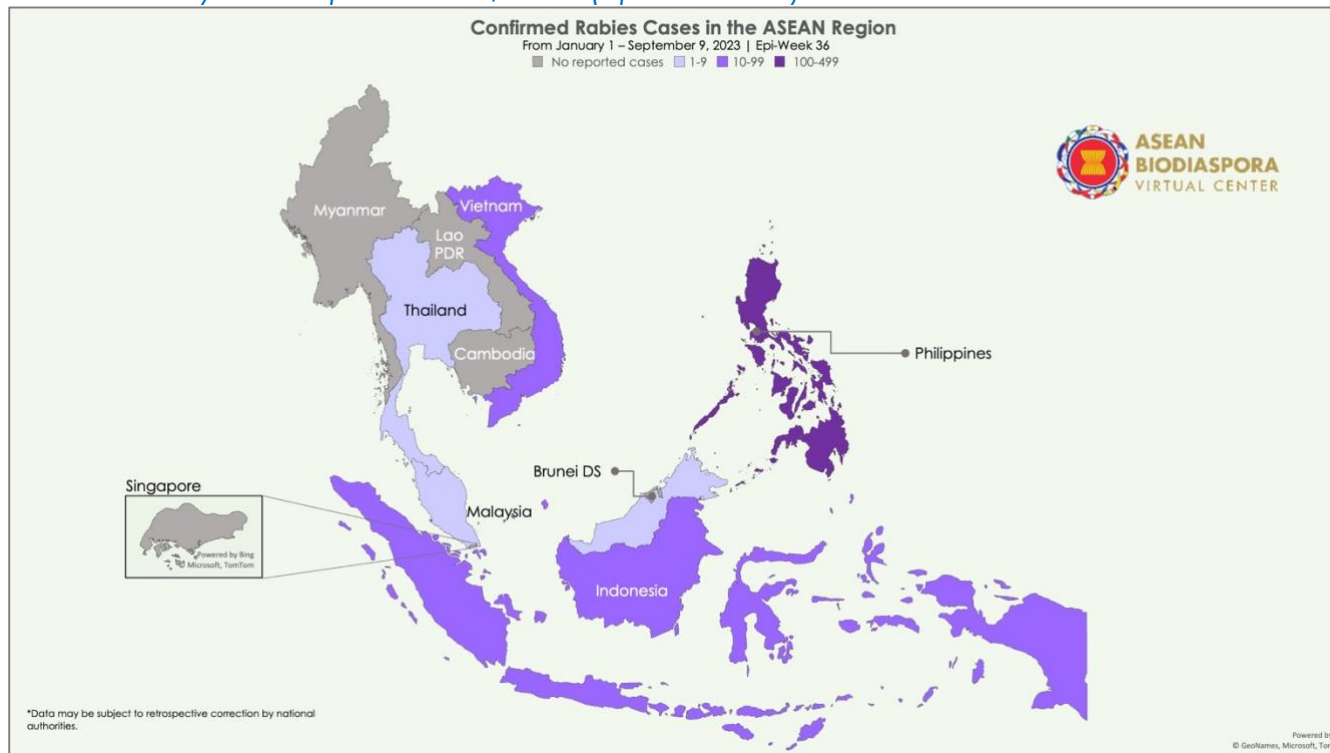 Confirmed Rabies Cases in the ASEAN Region
From January 1 – September 9, 2023 | Epi-Week 36
No reported cases 1-9 10-99 100-499
ASEAN
BIODIASPORA
VIRTUAL CENTER
Myanmar
Vietnam
Lao
PDR
Thailand
Cambodia
Philippines
Brunei DS
Singapore
Malaysia
Powered by Bing
Microsoft, TomTom
Indonesia
*Data may be subject to retrospective correction by national
authorities.
Powered by
© GeoNames, Microsoft, Tom